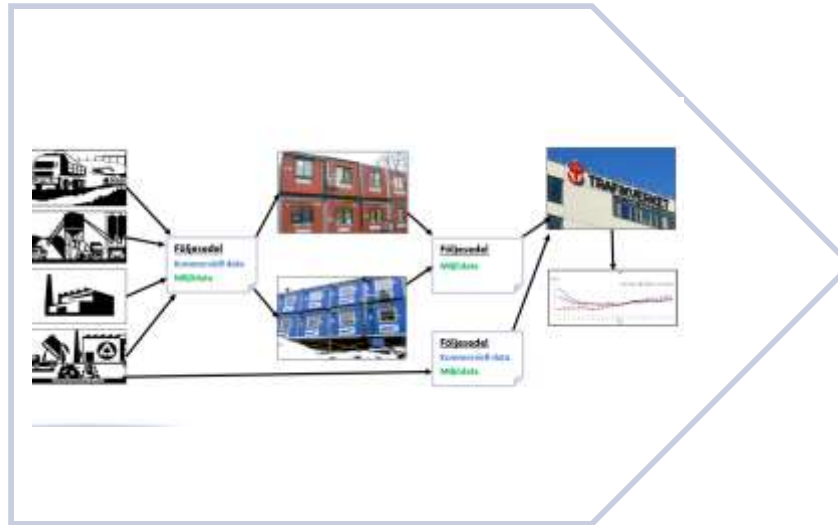 Följesedel
Kommersiell data
Miljödata
Följesedel
Miljödata
TRAFIKVERKET
Följesedel
Kommersiell data
Miljödata